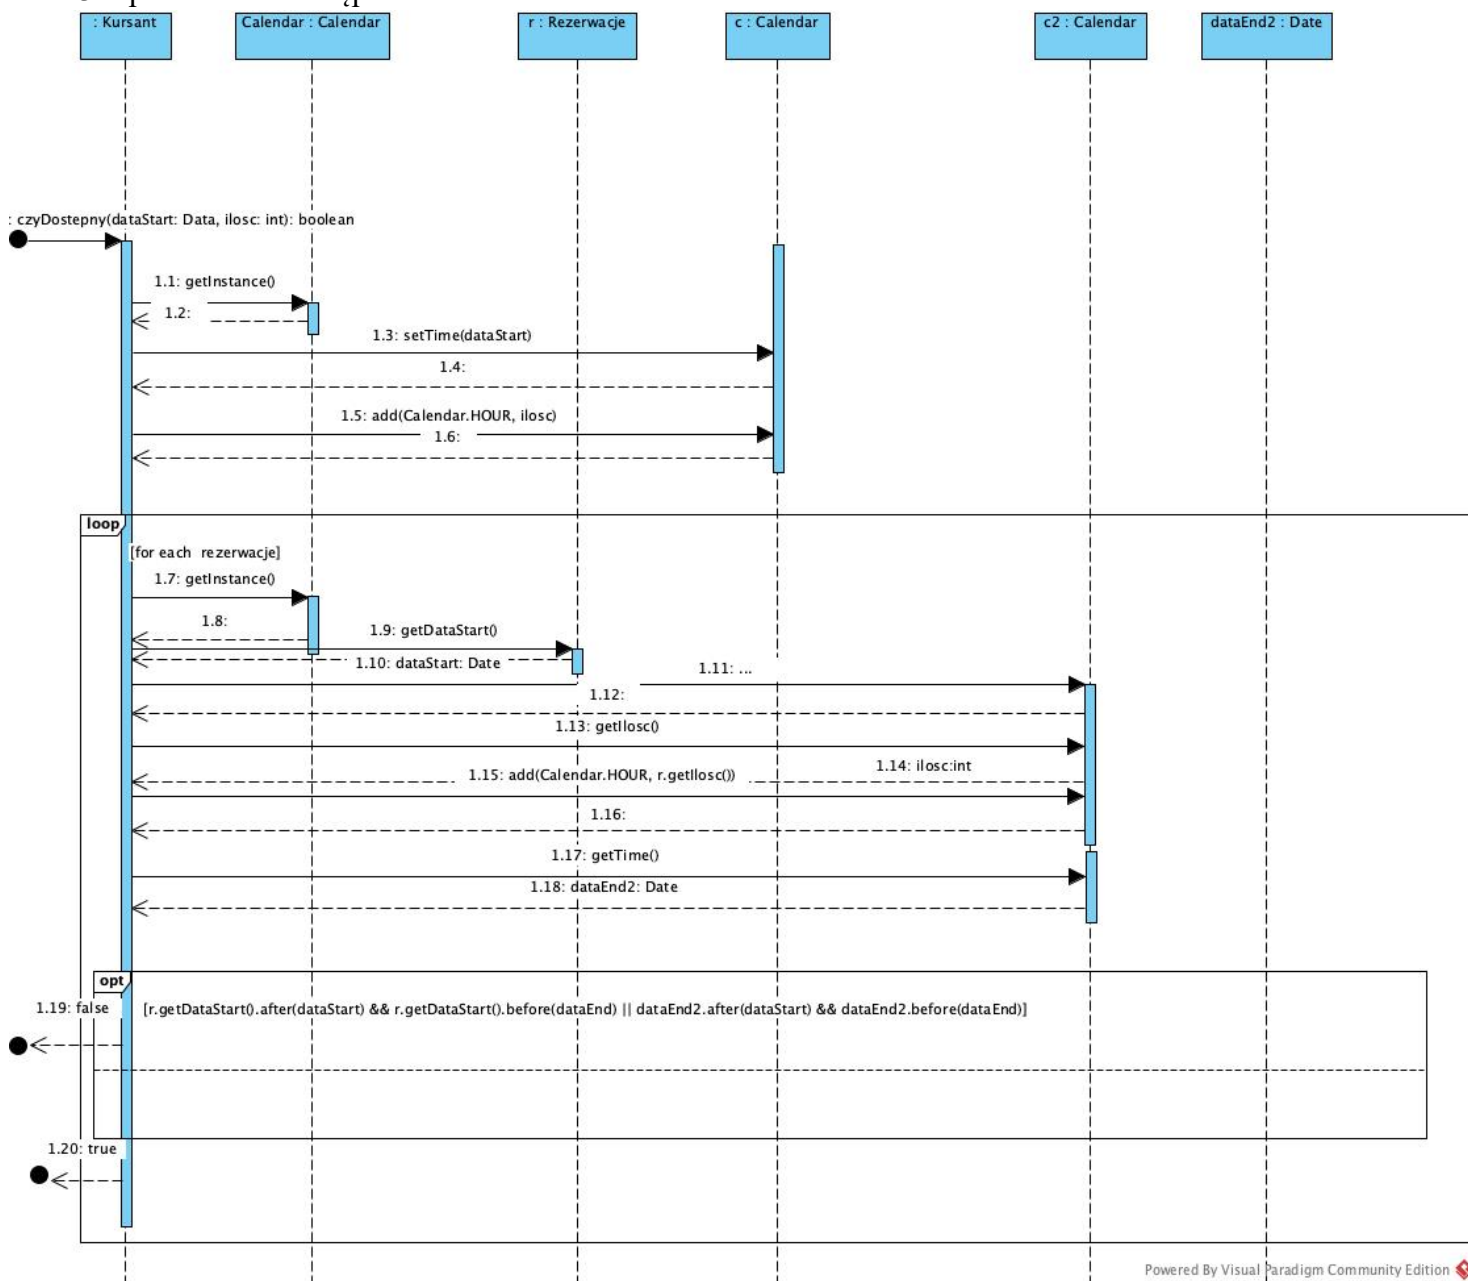 : Kursant
Calendar : Calendar
r : Rezerwacje
c : Calendar
c2 : Calendar
dataEnd2 : Date
: czyDostepny(dataStart: Data, ilosc: int): boolean
1.1: getInstance()
1.2:
1.3: setTime(dataStart)
1.4:
1.5: add(Calendar.HOUR, ilosc)
1.6:
loop
[for each rezerwacje]
1.7: getInstance()
1.8:
1.9: getDataStart()
1.10: dataStart: Date
1.11: ...
1.12:
1.13: getIlosc()
1.14: ilosc:int
1.15: add(Calendar.HOUR, r.getIlosc())
1.16:
1.17: getTime()
1.18: dataEnd2: Date
opt
1.19: false
[r.getDataStart().after(dataStart) && r.getDataStart().before(dataEnd) || dataEnd2.after(dataStart) && dataEnd2.before(dataEnd)]
1.20: true
Powered By Visual Paradigm Community Edition